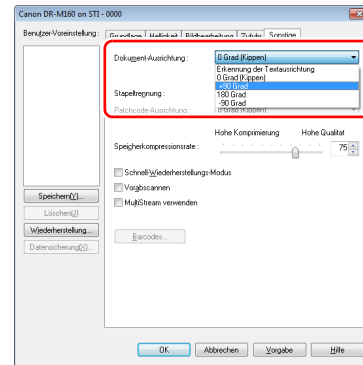 Canon DR-M160 on STI - 0000
Benutzer-Voreinstellung :
Grundlage Helligkeit Bildbearbeitung Zufuhr Sonstige
Dokument-Ausrichtung :
0 Grad (Kippen)
Erkennung der Textausrichtung
0 Grad (Kippen)
+90 Grad
180 Grad
-90 Grad
Stapeltrennung :
Patchcode-Ausrichtung :
0 Grad (Kippen)
Hohe Komprimierung Hohe Qualität
Speigherkompressionsrate :
75
Schnell-Wiederherstellungs-Modus
Vorabscannen
MultiStream verwenden
Speichern(Y)...
Löschen(J)
Wiederherstellung...
Datensicherung(X)...
Barcodes...
OK Abbrechen Vorgabe Hilfe